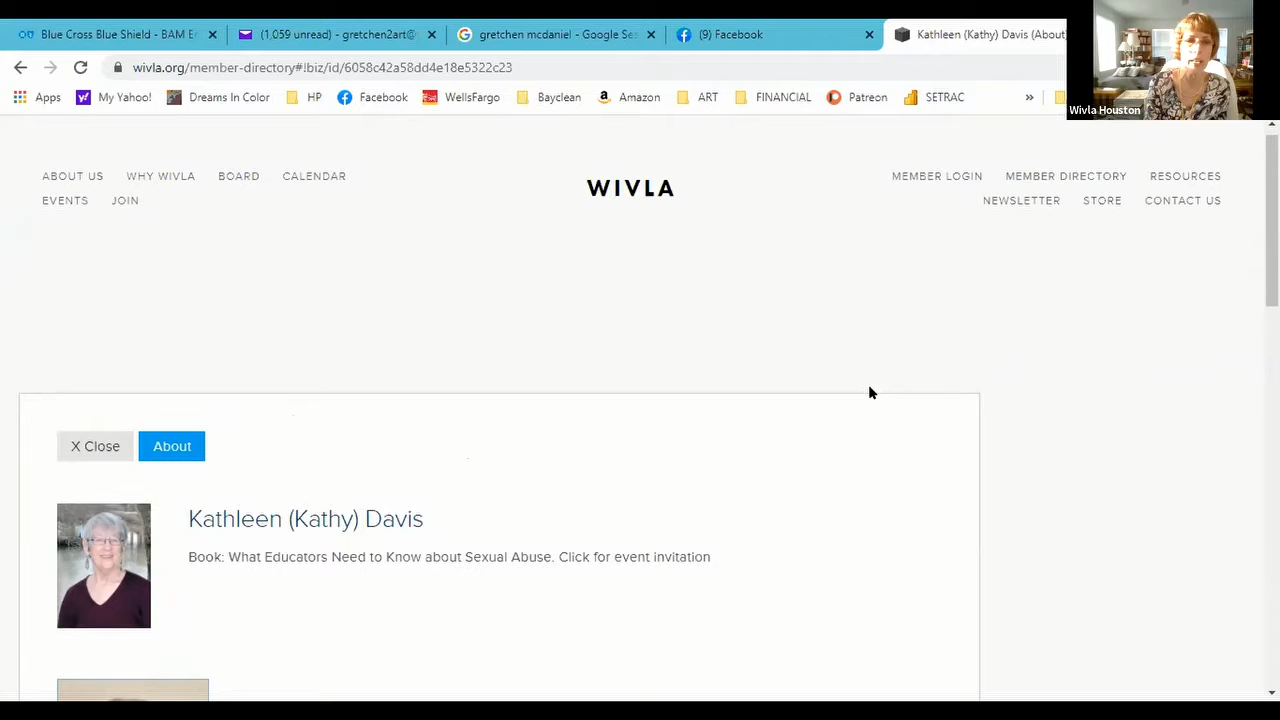 Blue Cross Blue Shield - BAM E
(1,059 unread) - gretchen2art@
gretchen mcdaniel - Google Sea
(9) Facebook
Kathleen (Kathy) Davis (About)
wivla.org/member-directory#!biz/id/6058c42a58dd4e18e5322c23
Apps My Yahoo! Dreams In Color HP Facebook WellsFargo Barclean Amazon ART FINANCIAL Patreon SETRAC »
Wivla Houston
ABOUT US WHY WIVLA BOARD CALENDAR
EVENTS JOIN
WIVLA
MEMBER LOGIN MEMBER DIRECTORY RESOURCES
NEWSLETTER STORE CONTACT US
X Close About
Kathleen (Kathy) Davis
Book: What Educators Need to Know about Sexual Abuse. Click for event invitation